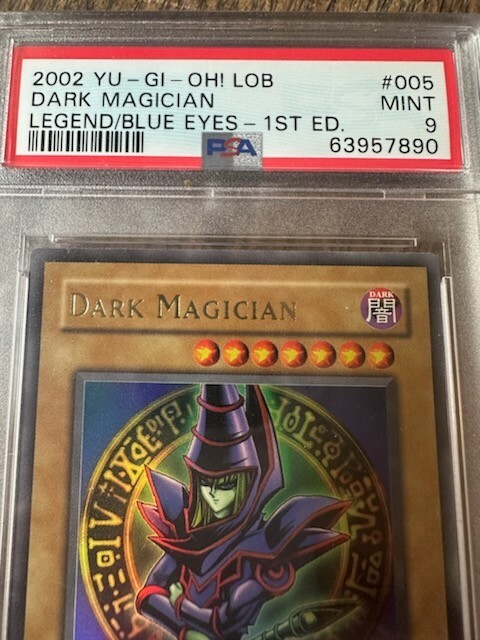 2002 YU-GI-OH! LOB #005
DARK MAGICIAN MINT
LEGEND/BLUE EYES-1ST ED. 9
PSA 63957890
DARK MAGICIAN
DARK
闇